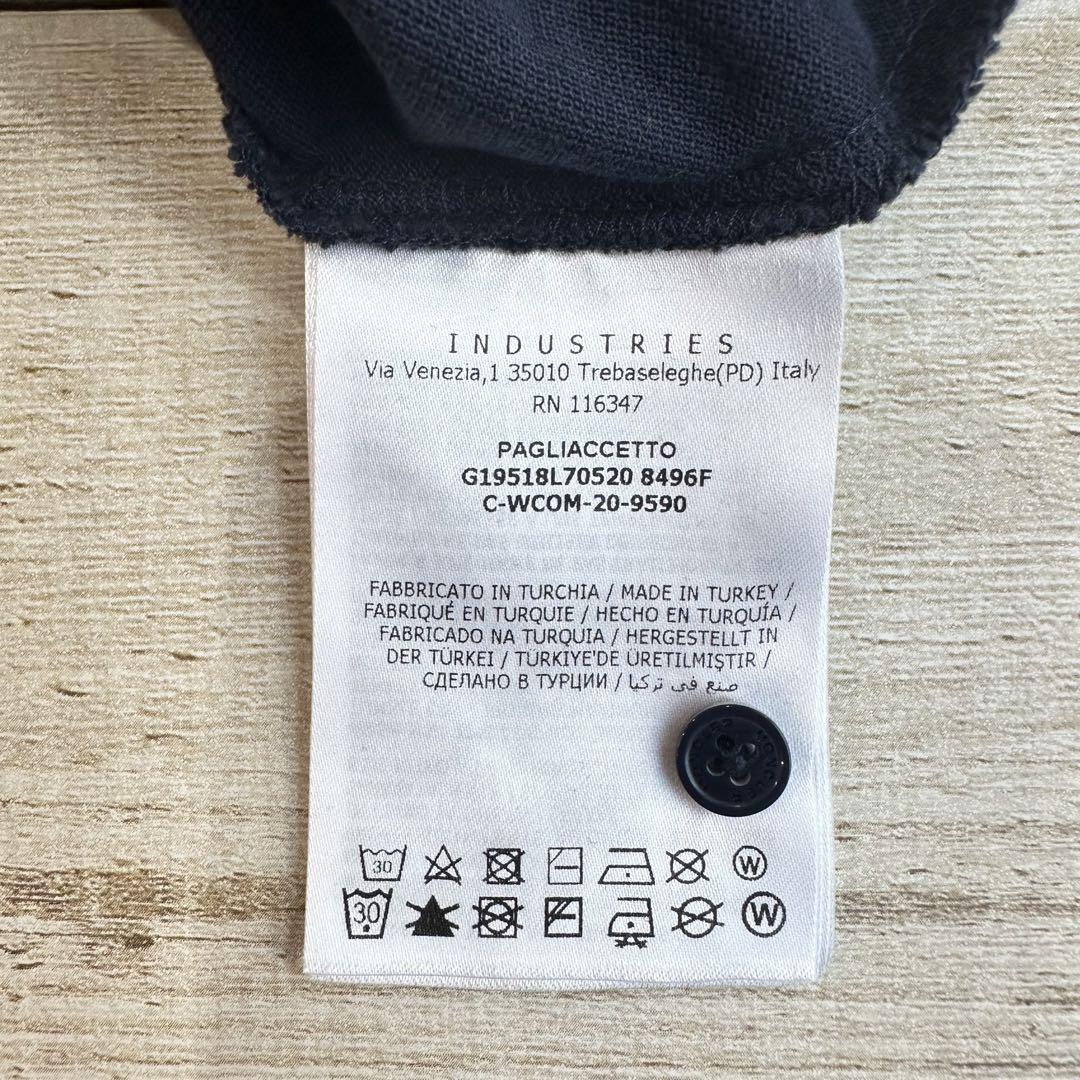 INDUSTRIES
Via Venezia,1 35010 Trebaseleghe(PD) Italy
RN 116347
PAGLIACCETTO
G19518L70520 8496F
C-WCOM-20-9590
FABBRICATO IN TURCHIA / MADE IN TURKEY /
FABRIQUÉ EN TURQUIE / HECHO EN TURQUÍA /
FABRICADO NA TURQUIA / HERGESTELLT IN
DER TÜRKEI / TÜRKIYE'DE ÜRETILMIŞTIR /
СДЕЛАНО В ТУРЦИИ / صنع في تركيا
MONCLER
30 W
30 W